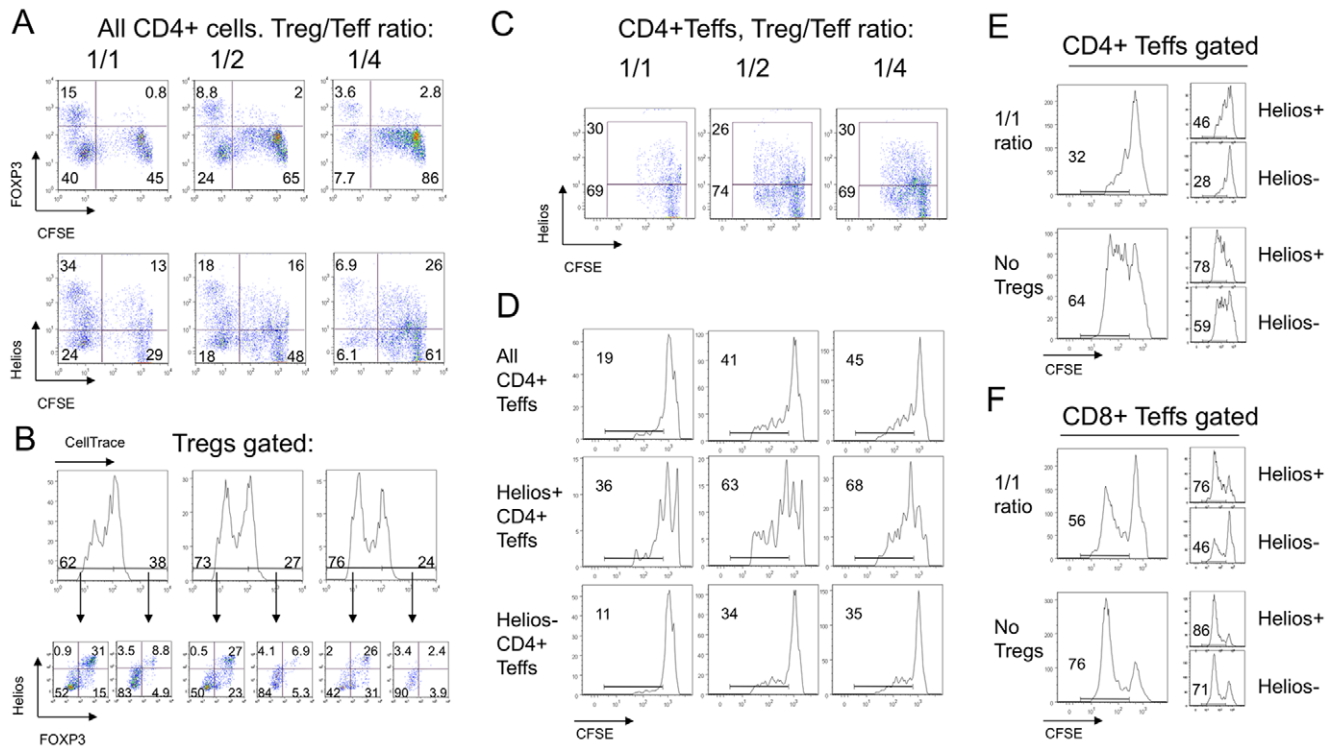 A
All CD4+ cells. Treg/Teff ratio:
1/1
1/2
1/4
15
0.8
40
45
8.8
2
24
65
3.6
2.8
7.7
86
FOXP3
CFSE
34
13
24
29
18
16
18
48
6.9
26
6.1
61
Helios
CFSE
B
CellTrace
Tregs gated:
62
38
73
27
76
24
0.9
31
52
15
3.5
8.8
83
4.9
0.5
27
50
23
4.1
6.9
84
5.3
2
26
42
31
3.4
2.4
90
3.9
Helios
FOXP3
C
CD4+Teffs, Treg/Teff ratio:
1/1
1/2
1/4
30
69
26
74
30
69
Helios
CFSE
D
All
CD4+
Teffs
19
41
45
Helios+
CD4+
Teffs
36
63
68
Helios-
CD4+
Teffs
11
34
35
CFSE
E
CD4+ Teffs gated
1/1
ratio
32
46
Helios+
28
Helios-
No
Tregs
64
78
Helios+
59
Helios-
CFSE
F
CD8+ Teffs gated
1/1
ratio
56
76
Helios+
46
Helios-
No
Tregs
76
86
Helios+
71
Helios-
CFSE